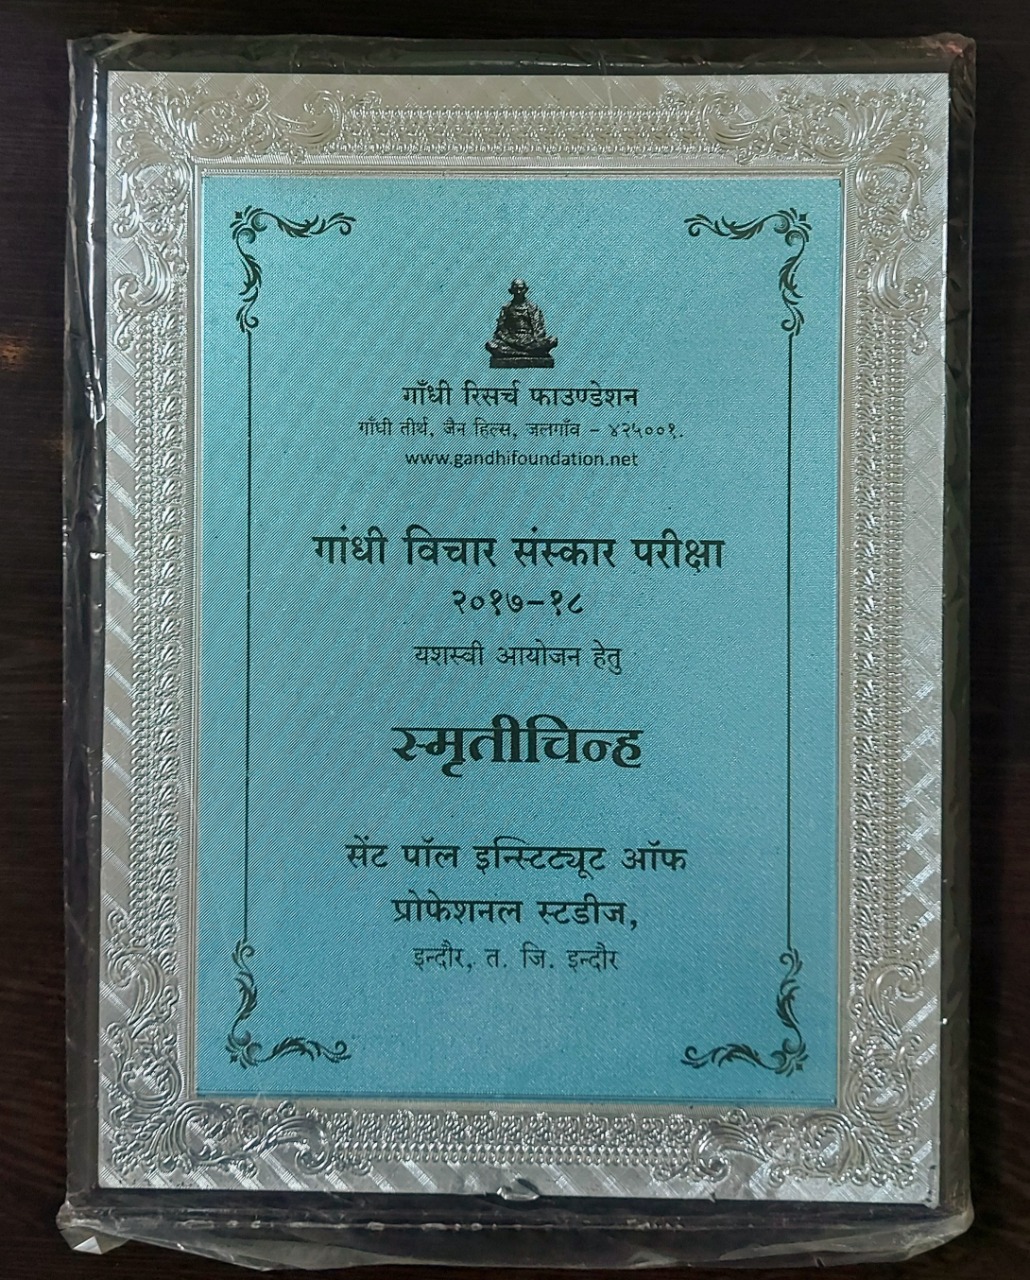 गाँधी रिसर्च फाउण्डेशन
गाँधी तीर्थ, जैन हिल्स, जलगाँव - ४२५००१.
www.gandhifoundation.net
गांधी विचार संस्कार परीक्षा
२०१७-१८
यशस्वी आयोजन हेतु
स्मृतीचिन्ह
सेंट पॉल इन्स्टिट्यूट ऑफ
प्रोफेशनल स्टडीज,
इन्दौर, त. जि. इन्दौर